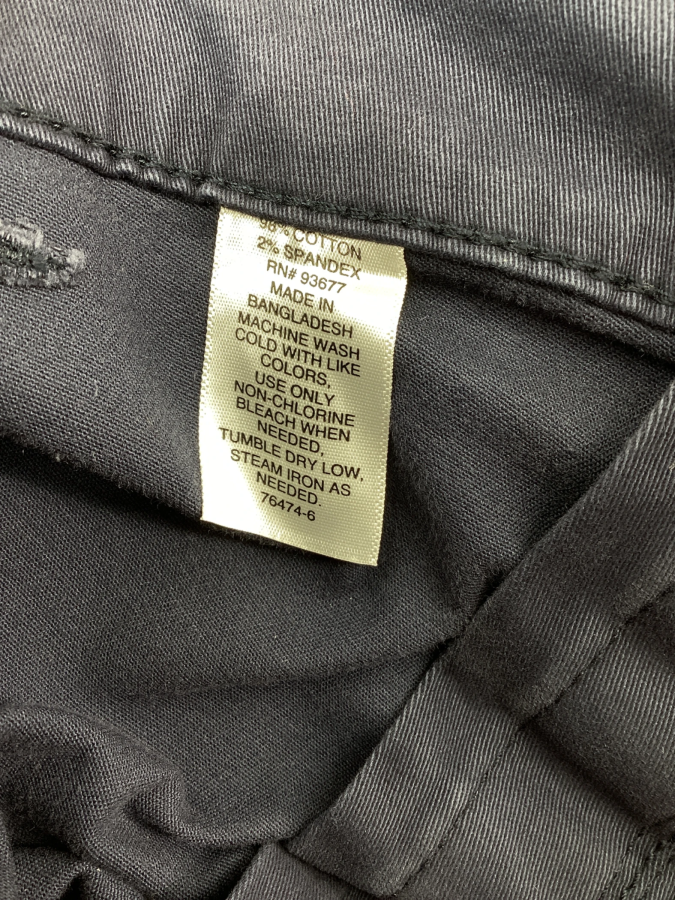 98% COTTON
2% SPANDEX
RN# 93677
MADE IN
BANGLADESH
MACHINE WASH
COLD WITH LIKE
COLORS,
USE ONLY
NON-CHLORINE
BLEACH WHEN
NEEDED,
TUMBLE DRY LOW,
STEAM IRON AS
NEEDED.
76474-6